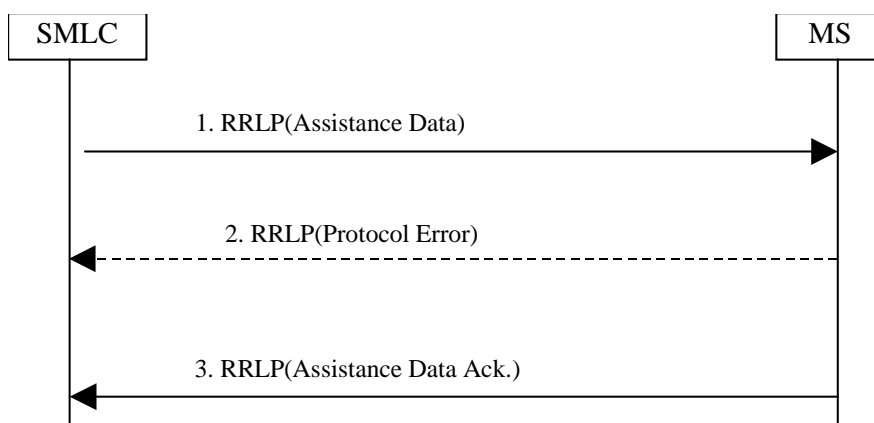 SMLC
MS
1. RRLP(Assistance Data)
2. RRLP(Protocol Error)
3. RRLP(Assistance Data Ack.)